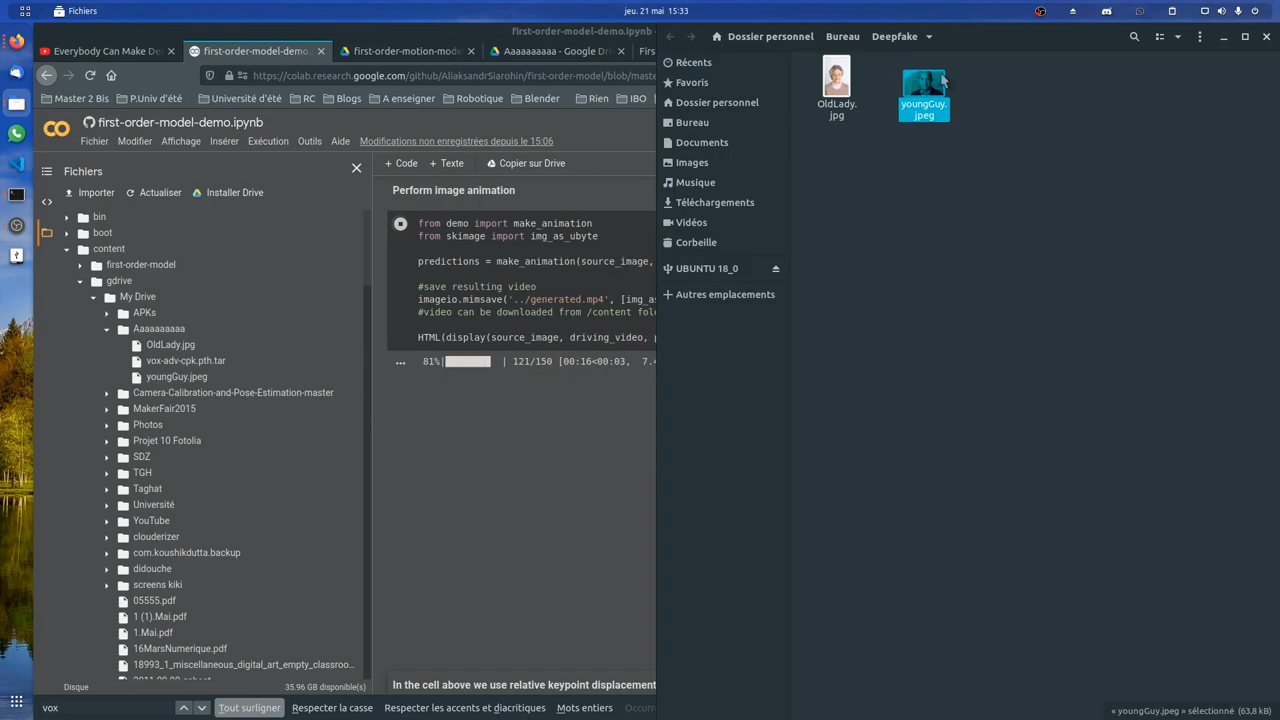 Fichiers
jeu. 21 mai 15:33
Everybody Can Make De
first-order-model-demo.
first-order-motion-mode
Aaaaaaaaa - Google Dri
First-
first-order-model-demo.ipynb -
https://colab.research.google.com/github/AliaksandrSiarohin/first-order-model/blob/maste
Master 2 Bis
P.Univ d'été
Université d'été
RC
Blogs
A enseigner
Routines
Blender
Rien
IBO
first-order-model-demo.ipynb
Fichier Modifier Affichage Insérer Exécution Outils Aide Modifications non enregistrées depuis 15:06
Fichiers
Importer Actualiser Installer Drive
bin
boot
content
first-order-model
gdrive
My Drive
APKs
Aaaaaaaaa
OldLady.jpg
vox-adv-cpk.pth.tar
youngGuy.jpeg
Camera-Calibration-and-Pose-Estimation-master
MakerFair2015
Photos
Projet 10 Fotolia
SDZ
TGH
Taghat
Université
YouTube
clouderizer
com.koushikdutta.backup
didouche
screens kiki
05555.pdf
1 (1).Mai.pdf
1.Mai.pdf
16MarsNumerique.pdf
18993_1_miscellaneous_digital_art_empty_classroo...
Disque 35.96 GB disponible(s)
+ Code + Texte Copier sur Drive
Perform image animation
from demo import make_animation
from skimage import img_as_ubyte
predictions = make_animation(source_image,
#save resulting video
imageio.mimsave('../generated.mp4', [img_as
#video can be downloaded from /content fol
HTML(display(source_image, driving_video, p
81%| | 121/150 [00:16<00:03, 7.4
In the cell above we use relative keypoint displacement
vox
Tout surligner
Respecter la casse
Respecter les accents et diacritiques
Mots entiers
Occurre
Dossier personnel Bureau Deepfake
Récents
Favoris
Dossier personnel
Bureau
Documents
Images
Musique
Téléchargements
Vidéos
Corbeille
UBUNTU 18_0
Autres emplacements
OldLady.
jpg
youngGuy.
jpeg
« youngGuy.jpeg » sélectionné (63,8 kB)